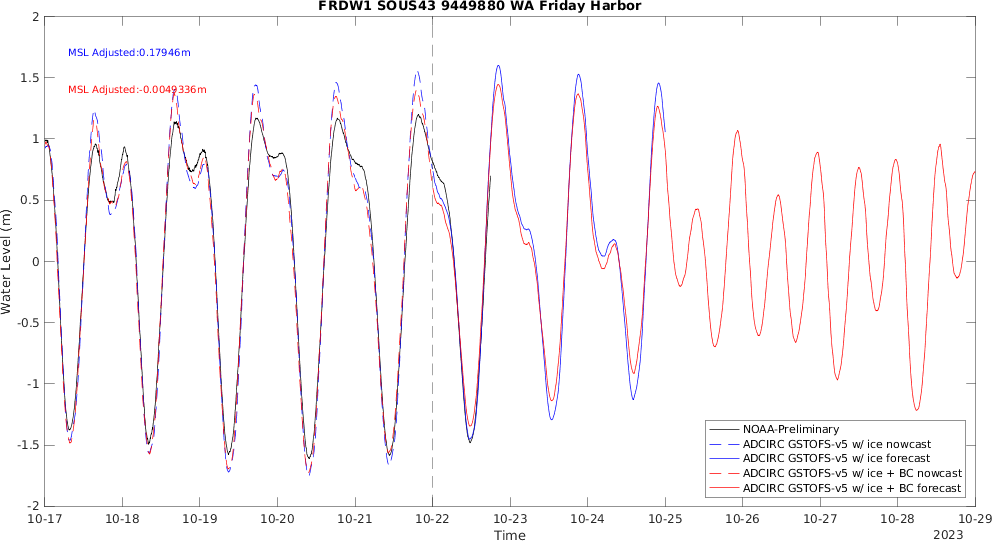 FRDW1 SOUS43 9449880 WA Friday Harbor
MSL Adjusted:0.17946m
MSL Adjusted:-0.0049336m
Water Level (m)
2
1.5
1
0.5
0
-0.5
-1
-1.5
-2
NOAA-Preliminary
ADCIRC GSTOFS-v5 w/ ice nowcast
ADCIRC GSTOFS-v5 w/ ice forecast
ADCIRC GSTOFS-v5 w/ ice + BC nowcast
ADCIRC GSTOFS-v5 w/ ice + BC forecast
10-17 10-18 10-19 10-20 10-21 10-22 10-23 10-24 10-25 10-26 10-27 10-28 10-29
Time
2023